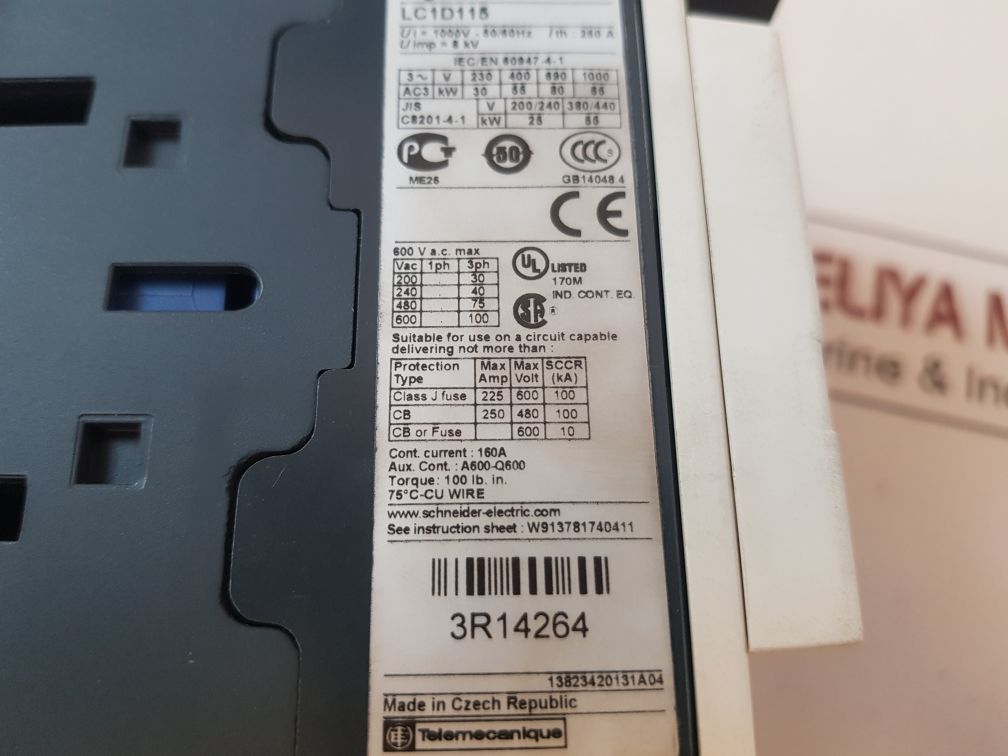 LC1D115
Ui = 1000V - 50/60Hz Ith : 250 A
Uimp = 8 kV
IEC/EN 60947-4-1
3~ V 230 400 690 1000
AC3 kW 30 55 80 65
JIS V 200/240 380/440
C8201-4-1 kW 25 55
PCT 50 CCC S
ME25 GB14048.4
CE
600 V a.c. max
Vac 1ph 3ph
200 30
240 40
480 75
600 100
UL LISTED
170M
IND. CONT. EQ.
SA ®
Suitable for use on a circuit capable
delivering not more than :
Protection Type Max Amp Max Volt SCCR (kA)
Class J fuse 225 600 100
CB 250 480 100
CB or Fuse 600 10
Cont. current : 160A
Aux. Cont. : A600-Q600
Torque: 100 lb. in.
75°C-CU WIRE
www.schneider-electric.com
See instruction sheet : W913781740411
3R14264
13823420131A04
Made in Czech Republic
Telemecanique
ELIYA M
rine & In